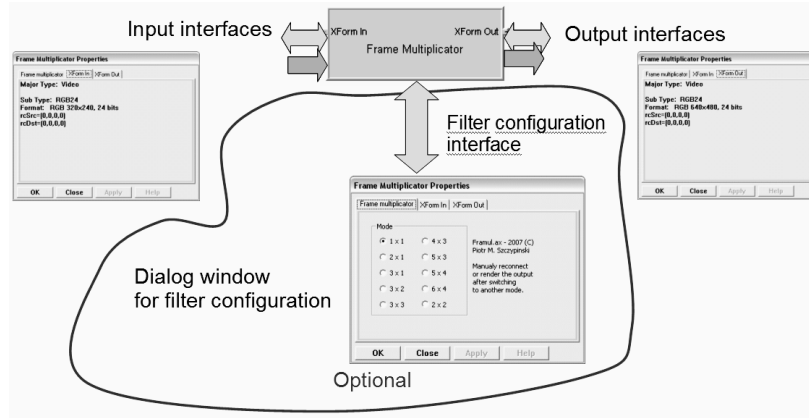 Input interfaces
XForm In
XForm Out
Frame Multiplicator
Output interfaces
Frame Multiplicator Properties
Frame multiplicator XForm In XForm Out
Major Type: Video
Sub Type: RGB24
Format: RGB 320x240, 24 bits
rcSrc=[0,0,0,0]
rcDst=[0,0,0,0]
OK Close Apply Help
Frame Multiplicator Properties
Frame multiplicator XForm In XForm Out
Major Type: Video
Sub Type: RGB24
Format: RGB 640x480, 24 bits
rcSrc=[0,0,0,0]
rcDst=[0,0,0,0]
OK Close Apply Help
Filter configuration
interface
Dialog window
for filter configuration
Frame Multiplicator Properties
Frame multiplicator XForm In XForm Out
Mode
1 x 1 4 x 3
2 x 1 5 x 3
3 x 1 5 x 4
3 x 2 6 x 4
3 x 3 2 x 2
Framul.ax - 2007 (C)
Piotr M. Szczypinski
Manualy reconnect
or render the output
after switching
to another mode.
OK Close Apply Help
Optional